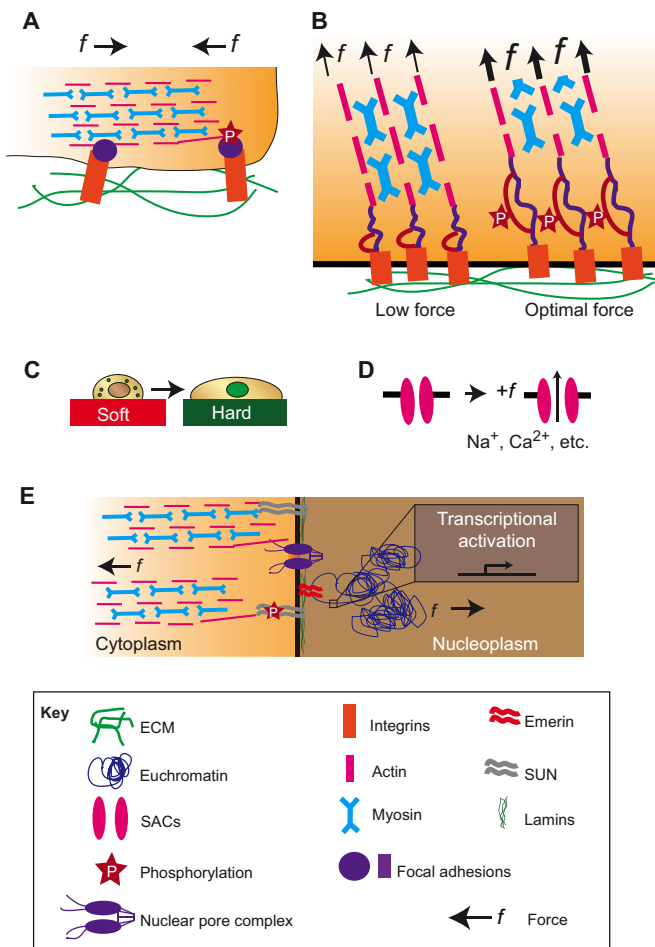 A
f
f
P
B
f
f
f
f
f
f
P
P
P
Low force
Optimal force
C
Soft
Hard
D
+f
Na⁺, Ca²⁺, etc.
E
f
P
Cytoplasm
Transcriptional
activation
f
Nucleoplasm
Key
ECM
Euchromatin
SACs
P
Phosphorylation
Nuclear pore complex
Integrins
Actin
Myosin
Focal adhesions
Emerin
SUN
Lamins
f
Force